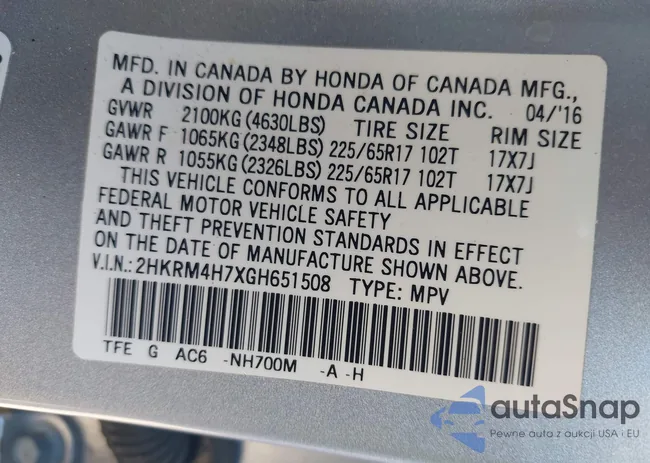 MFD. IN CANADA BY HONDA OF CANADA MFG.,
A DIVISION OF HONDA CANADA INC. 04/'16
GVWR 2100KG (4630LBS) TIRE SIZE RIM SIZE
GAWR F 1065KG (2348LBS) 225/65R17 102T 17X7J
GAWR R 1055KG (2326LBS) 225/65R17 102T 17X7J
THIS VEHICLE CONFORMS TO ALL APPLICABLE
FEDERAL MOTOR VEHICLE SAFETY
AND THEFT PREVENTION STANDARDS IN EFFECT
ON THE DATE OF MANUFACTURE SHOWN ABOVE.
V.I.N.: 2HKRM4H7XGH651508 TYPE: MPV
TFE G AC6 -NH700M -A -H
autaSnap
Pewne auta z aukcji USA i EU